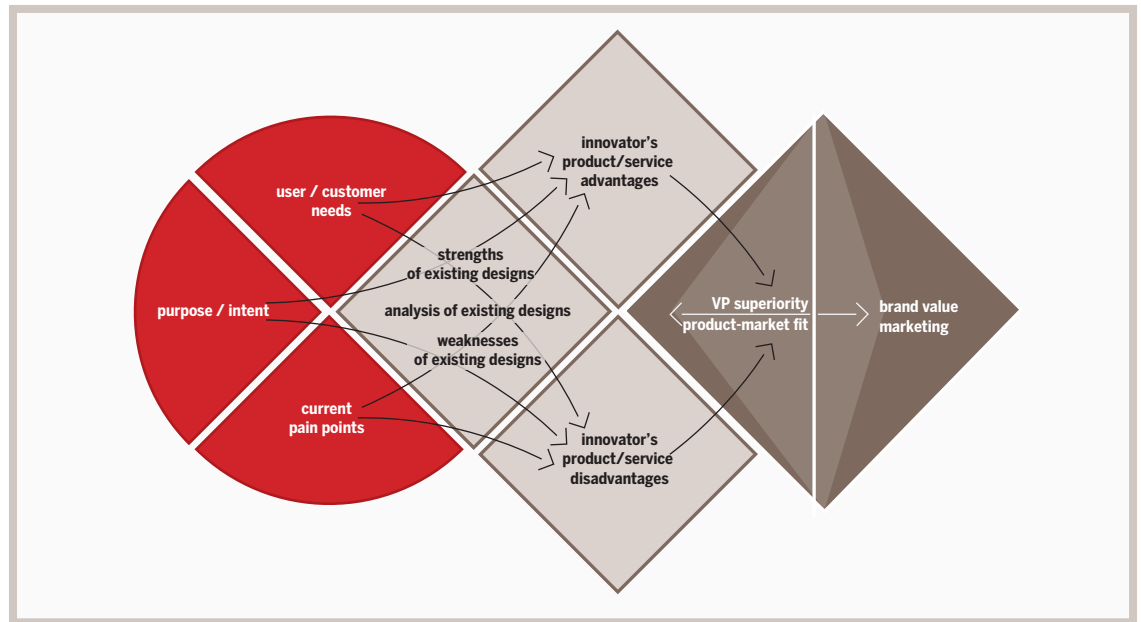 user / customer
needs
purpose / intent
current
pain points
strengths
of existing designs
analysis of existing designs
weaknesses
of existing designs
innovator's
product/service
advantages
innovator's
product/service
disadvantages
VP superiority
product-market fit
brand value
marketing